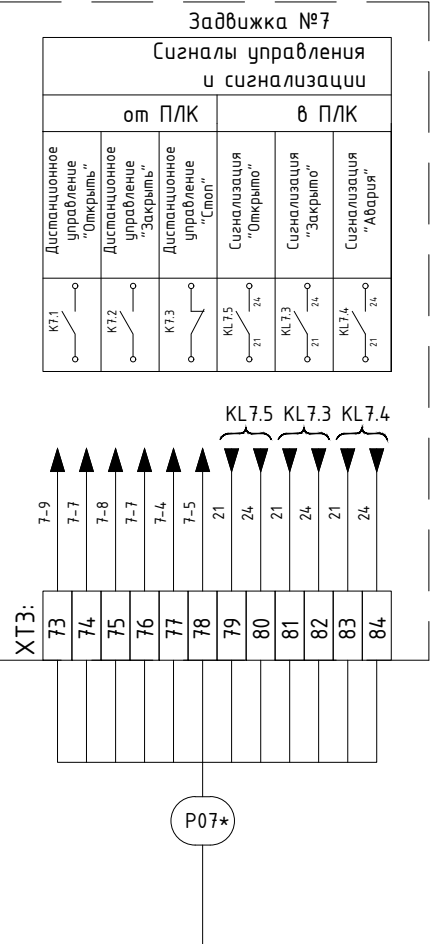 Задвижка №7
Сигналы управления
и сигнализации
от ПЛК
в ПЛК
Дистанционное
управление
"Открыть"
Дистанционное
управление
"Закрыть"
Дистанционное
управление
"Стоп"
Сигнализация
"Открыто"
Сигнализация
"Закрыто"
Сигнализация
"Авария"
K7.1
K7.2
K7.3
KL7.5
21
24
KL7.3
21
24
KL7.4
21
24
KL7.5 KL7.3 KL7.4
7-9
7-7
7-8
7-7
7-4
7-5
21
24
21
24
21
24
XT3:
73
74
75
76
77
78
79
80
81
82
83
84
P07*